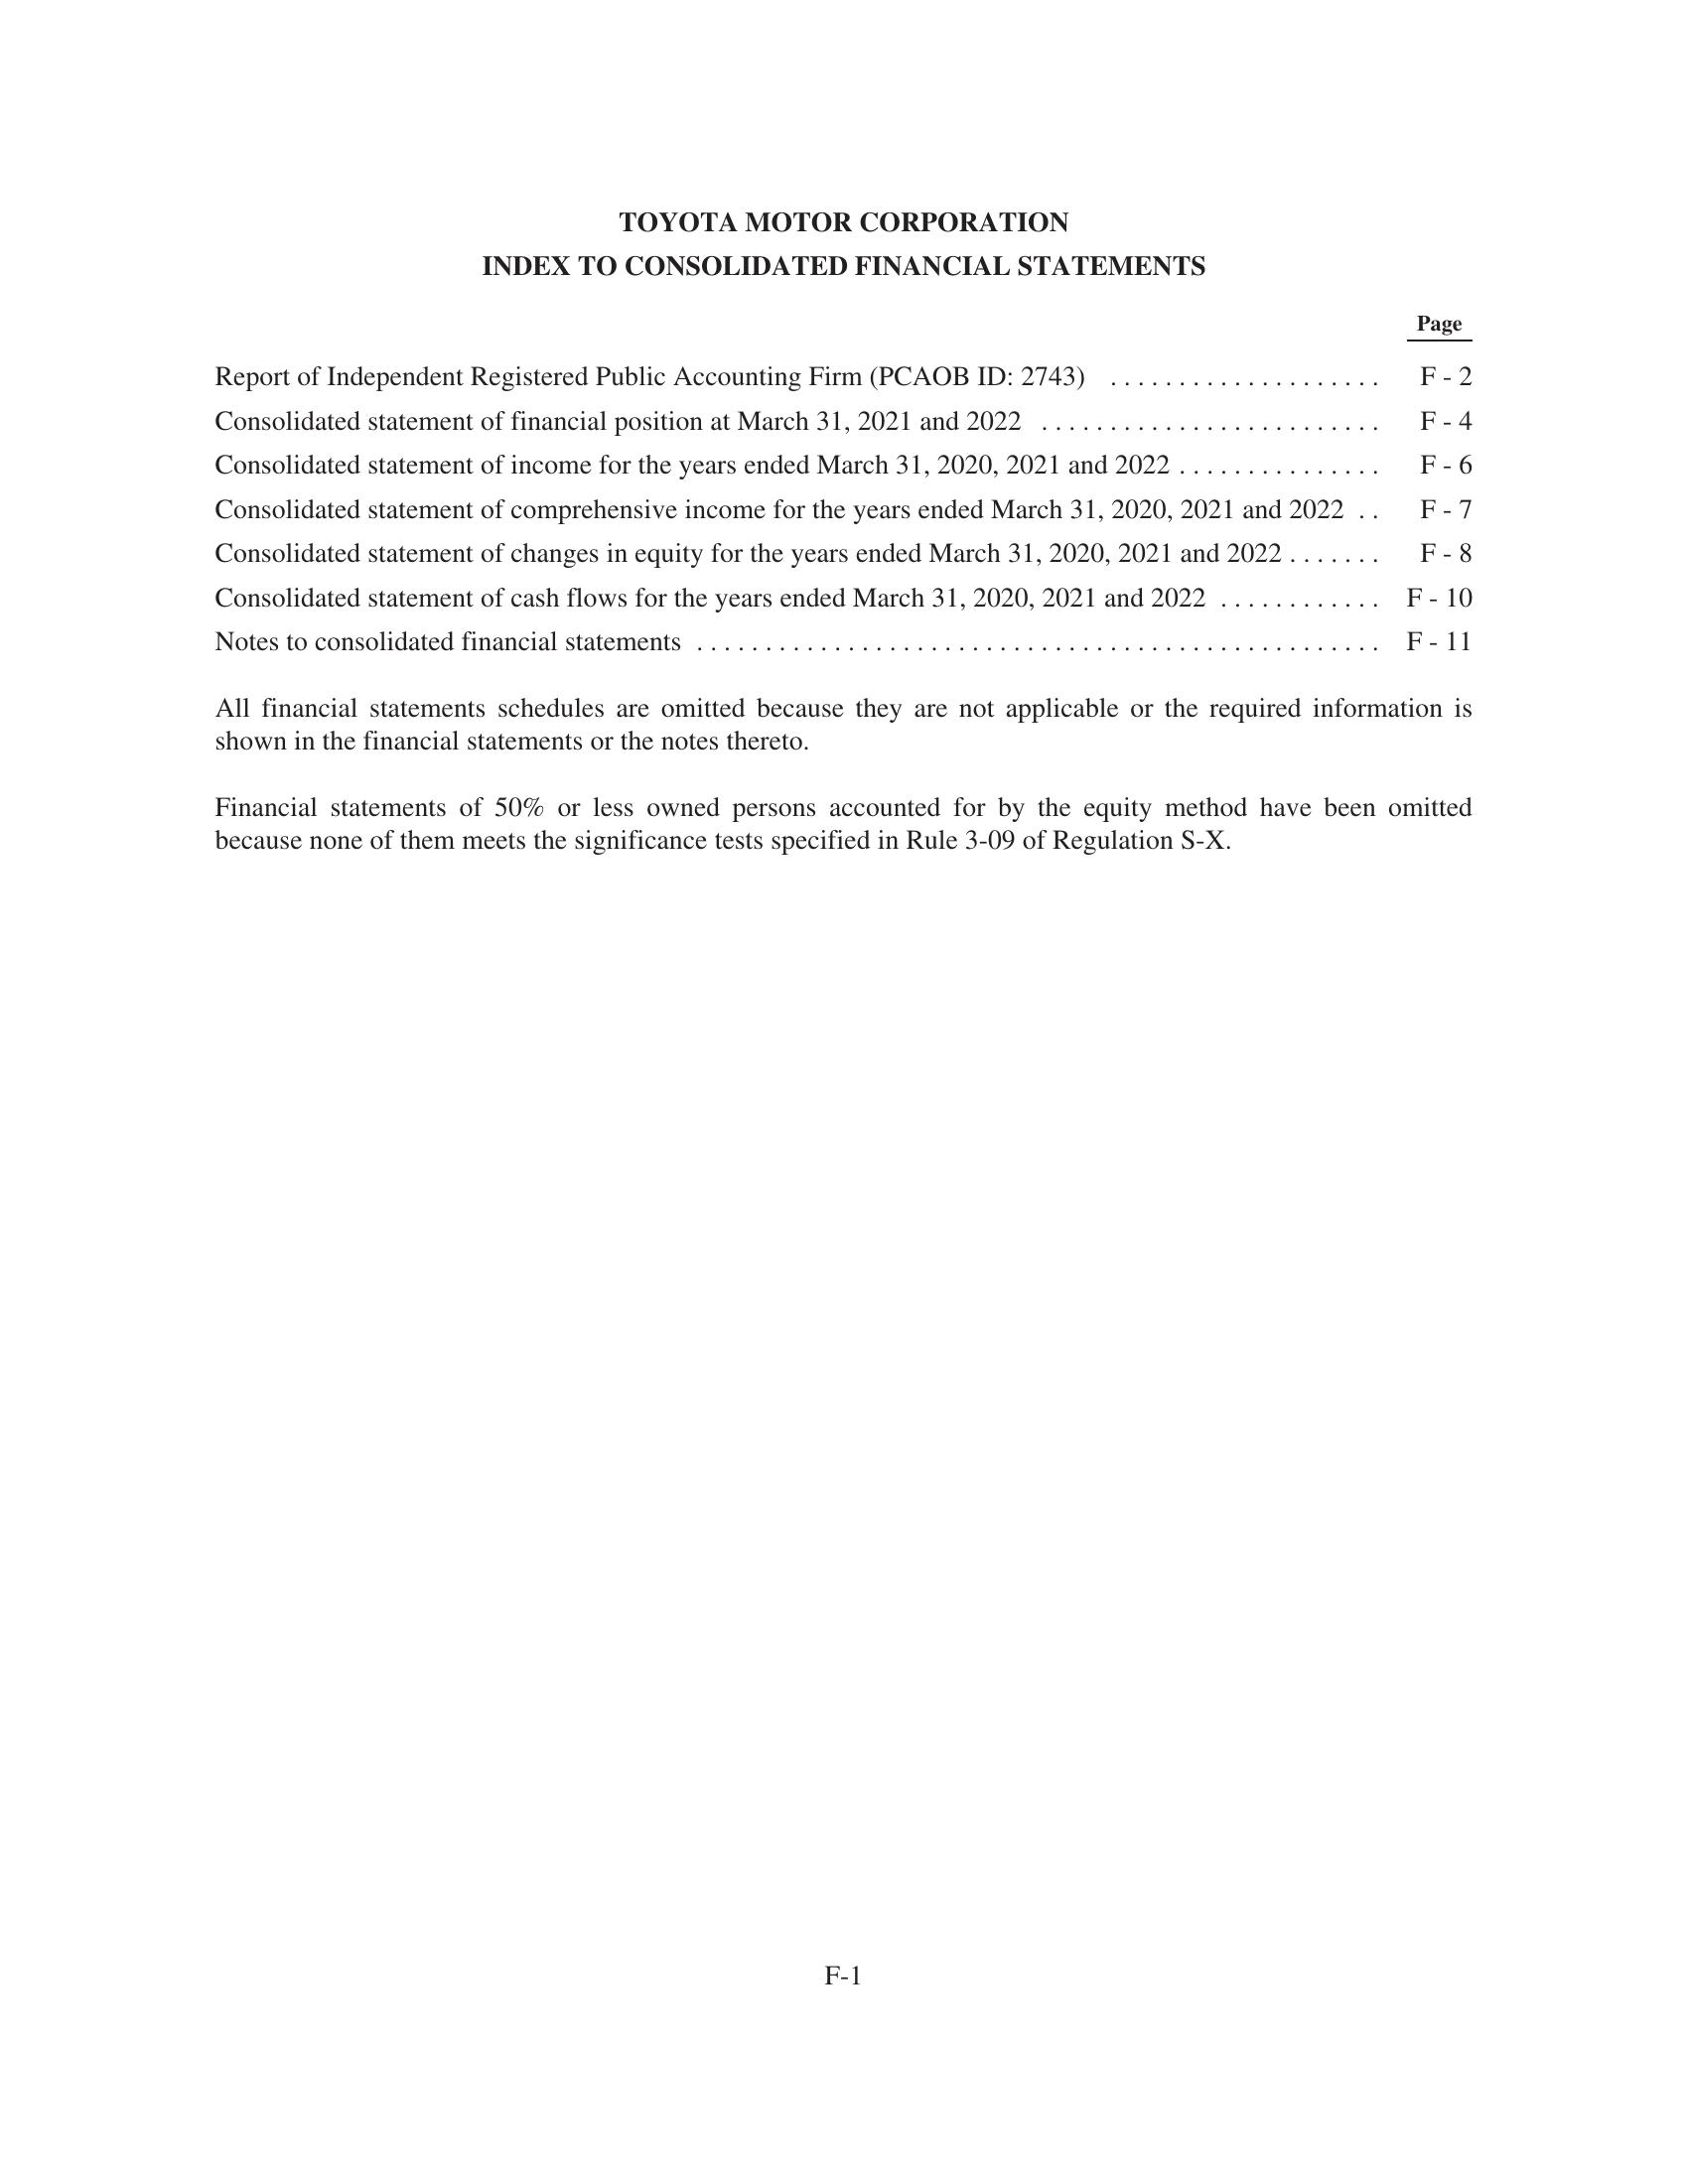 TOYOTA MOTOR CORPORATION
INDEX TO CONSOLIDATED FINANCIAL STATEMENTS
Page
Report of Independent Registered Public Accounting Firm (PCAOB ID: 2743) .................... F - 2
Consolidated statement of financial position at March 31, 2021 and 2022 ......................... F - 4
Consolidated statement of income for the years ended March 31, 2020, 2021 and 2022 ............... F - 6
Consolidated statement of comprehensive income for the years ended March 31, 2020, 2021 and 2022 .. F - 7
Consolidated statement of changes in equity for the years ended March 31, 2020, 2021 and 2022 ....... F - 8
Consolidated statement of cash flows for the years ended March 31, 2020, 2021 and 2022 ............ F - 10
Notes to consolidated financial statements .................................................. F - 11
All financial statements schedules are omitted because they are not applicable or the required information is
shown in the financial statements or the notes thereto.
Financial statements of 50% or less owned persons accounted for by the equity method have been omitted
because none of them meets the significance tests specified in Rule 3-09 of Regulation S-X.
F-1